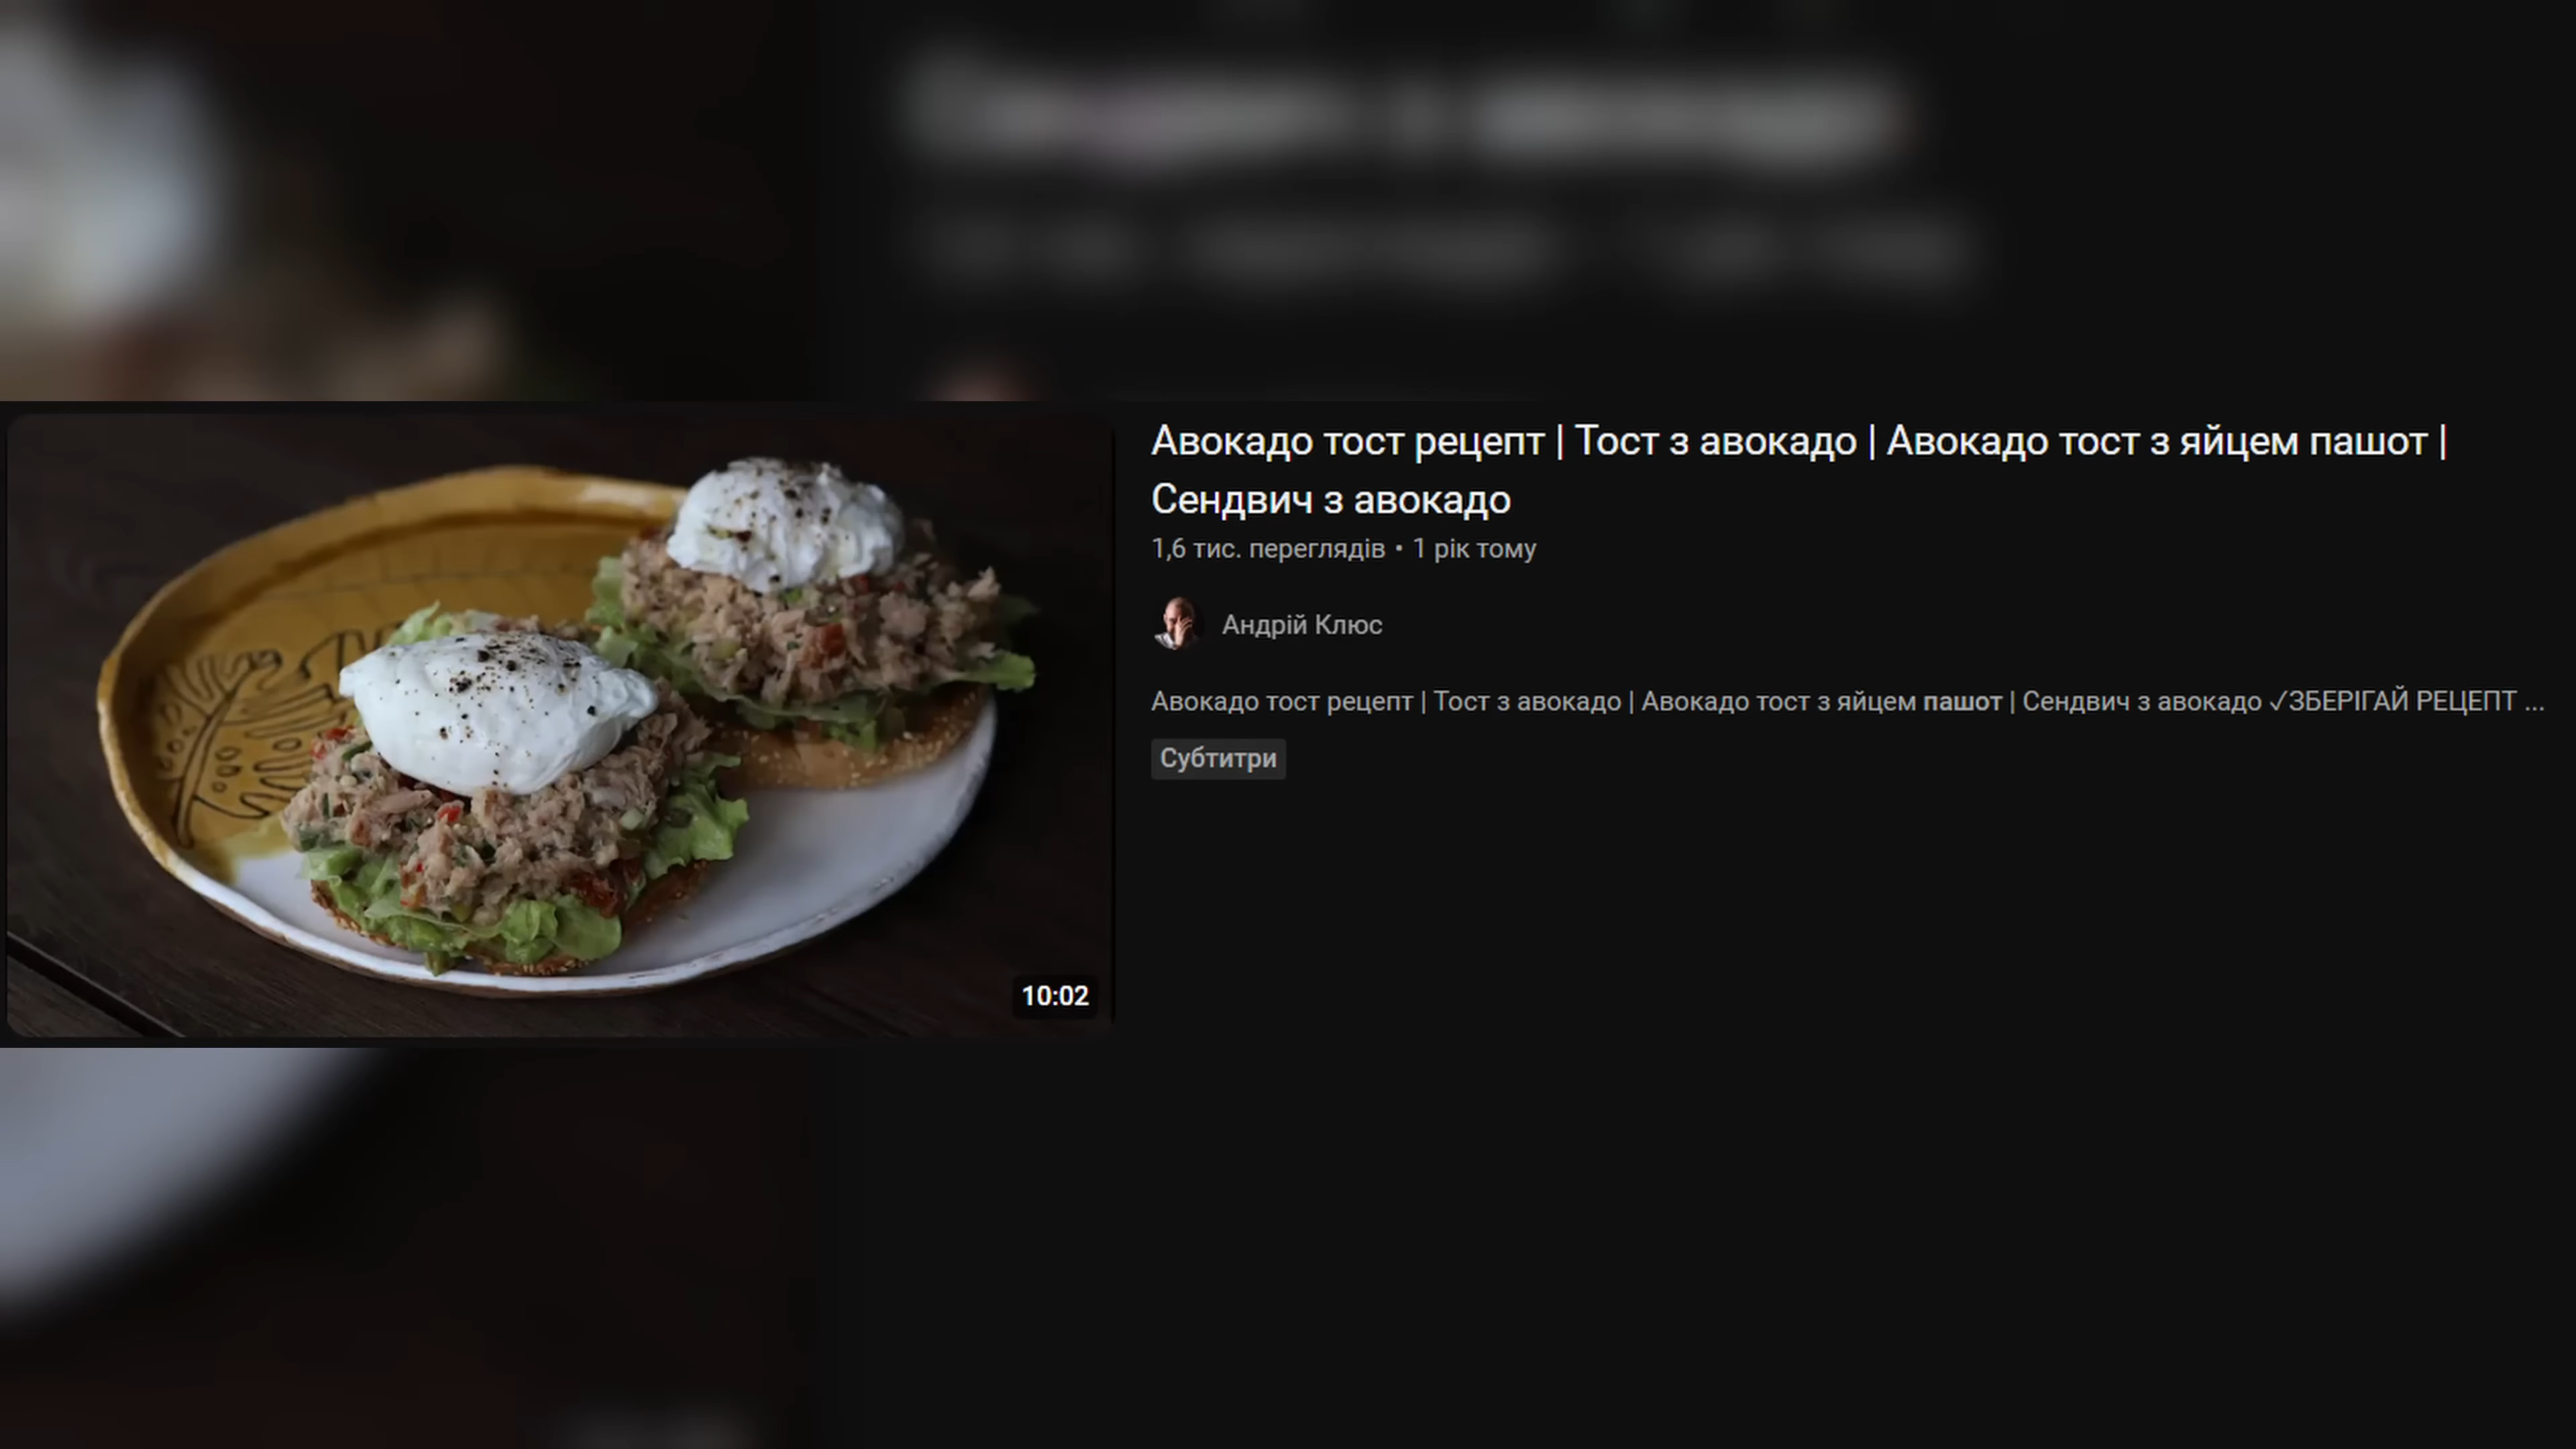 Авокадо тост рецепт | Тост з авокадо | Авокадо тост з яйцем пашот |
Сендвич з авокадо
1,6 тис. переглядів • 1 рік тому
Андрій Клюс
Авокадо тост рецепт | Тост з авокадо | Авокадо тост з яйцем пашот | Сендвич з авокадо ✓ЗБЕРІГАЙ РЕЦЕПТ ...
Субтитри
10:02